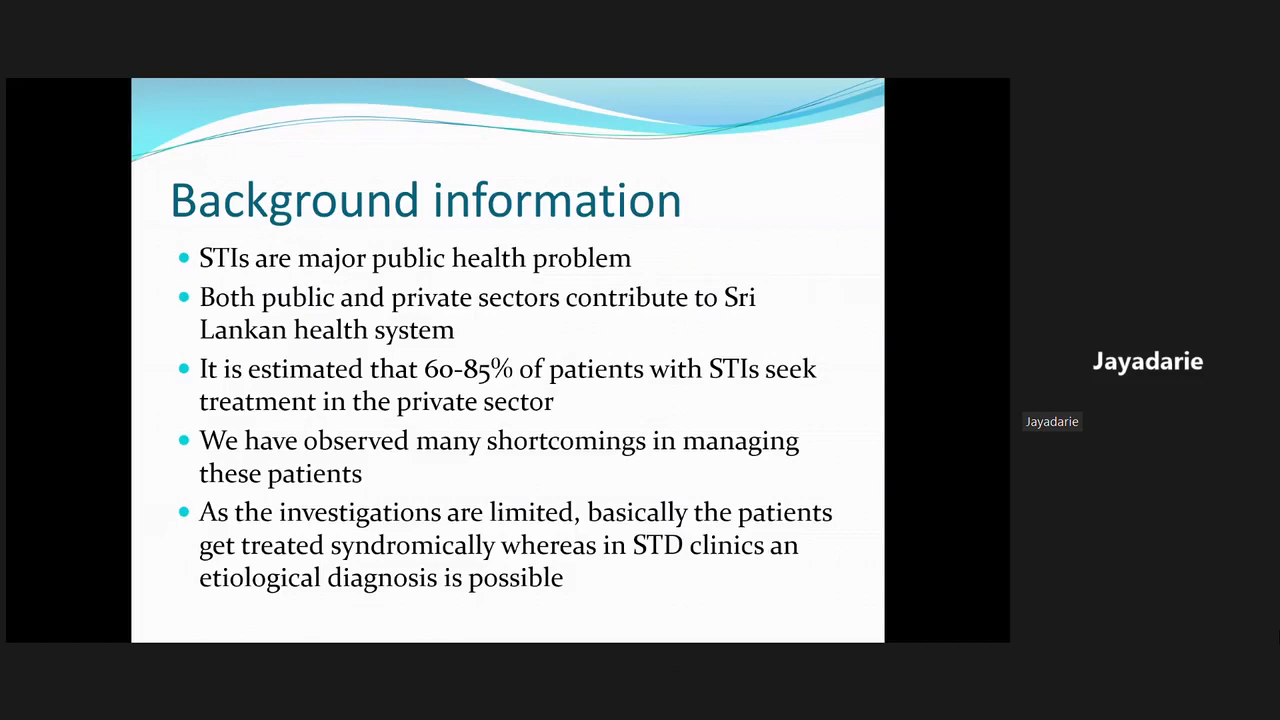 Background information
STIs are major public health problem
Both public and private sectors contribute to Sri
Lankan health system
It is estimated that 60-85% of patients with STIs seek
treatment in the private sector
We have observed many shortcomings in managing
these patients
As the investigations are limited, basically the patients
get treated syndromically whereas in STD clinics an
etiological diagnosis is possible
Jayadarie
Jayadarie